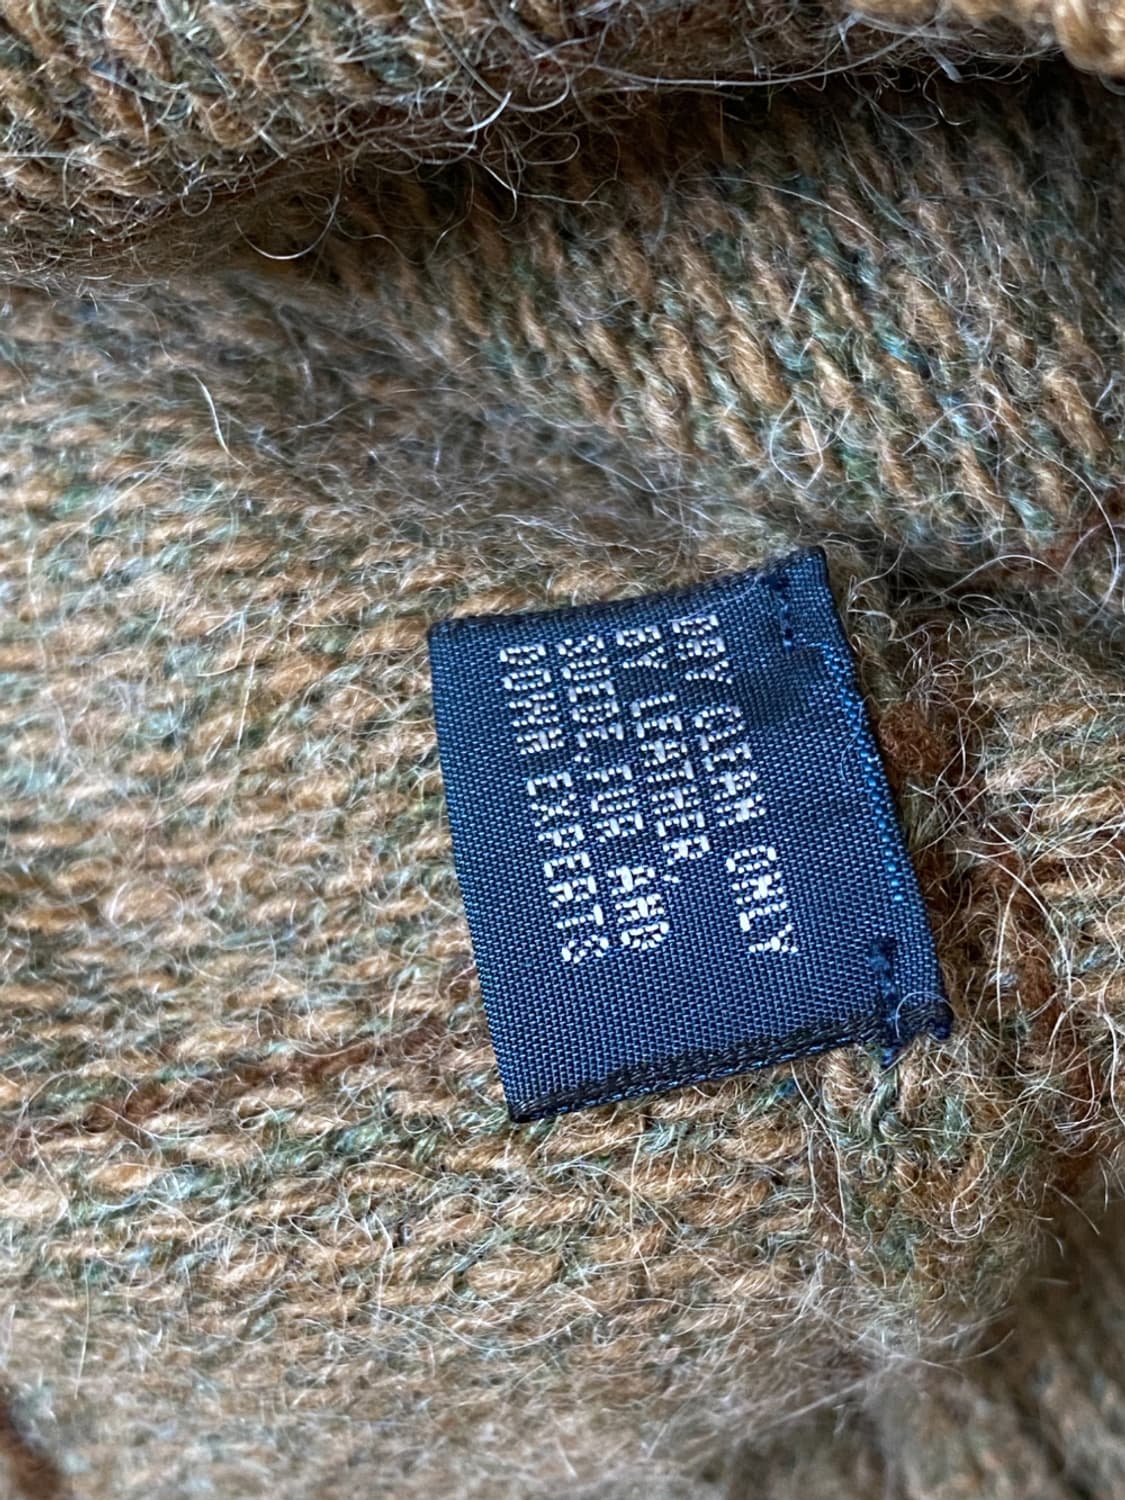 DRY CLEAN ONLY
BY LEATHER,
SUEDE, FUR AND
DOWN EXPERTS